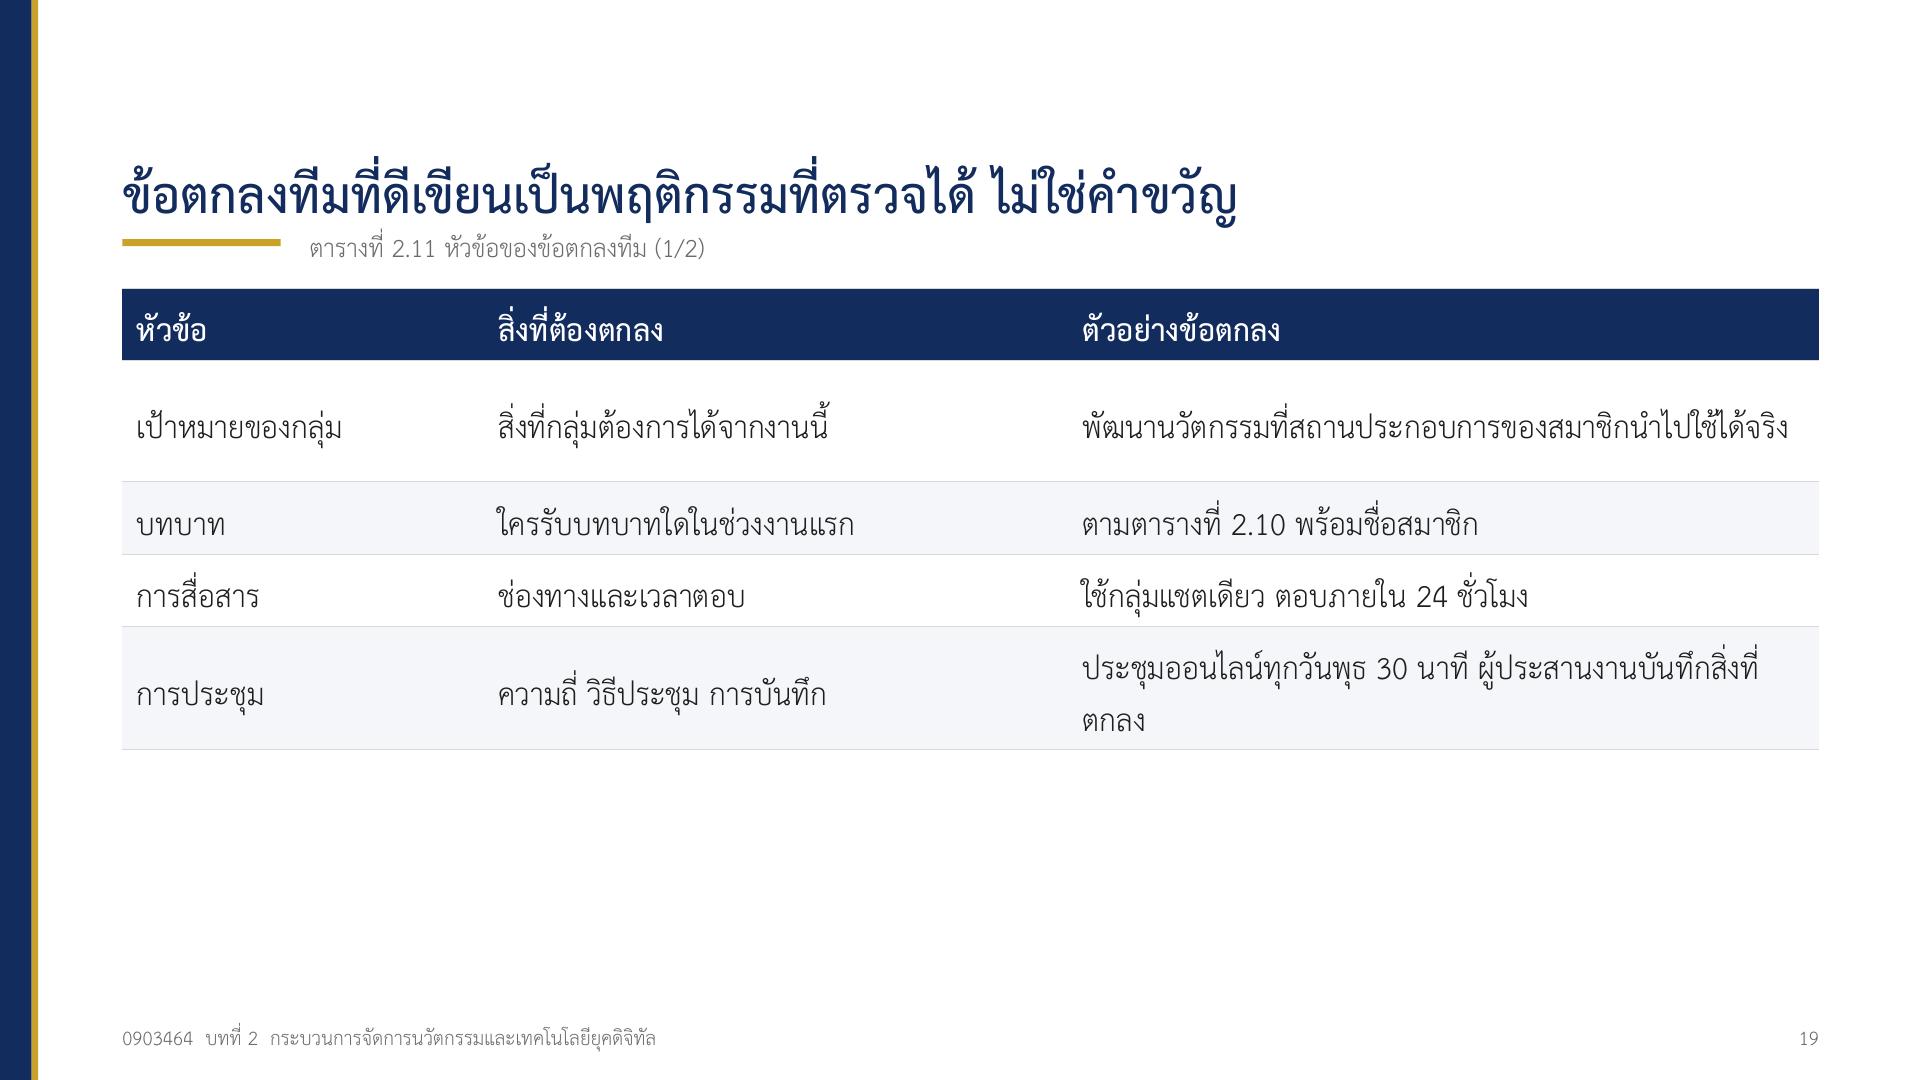 ข้อตกลงทีมที่ดีเขียนเป็นพฤติกรรมที่ตรวจได้ ไม่ใช่คำขวัญ
ตารางที่ 2.11 หัวข้อของข้อตกลงทีม (1/2)
หัวข้อ สิ่งที่ต้องตกลง ตัวอย่างข้อตกลง
เป้าหมายของกลุ่ม สิ่งที่กลุ่มต้องการได้จากงานนี้ พัฒนานวัตกรรมที่สถานประกอบการของสมาชิกนำไปใช้ได้จริง
บทบาท ใครรับบทบาทใดในช่วงงานแรก ตามตารางที่ 2.10 พร้อมชื่อสมาชิก
การสื่อสาร ช่องทางและเวลาตอบ ใช้กลุ่มแชตเดียว ตอบภายใน 24 ชั่วโมง
การประชุม ความถี่ วิธีประชุม การบันทึก ประชุมออนไลน์ทุกวันพุธ 30 นาที ผู้ประสานงานบันทึกสิ่งที่
ตกลง
0903464 บทที่ 2 กระบวนการจัดการนวัตกรรมและเทคโนโลยียุคดิจิทัล 19